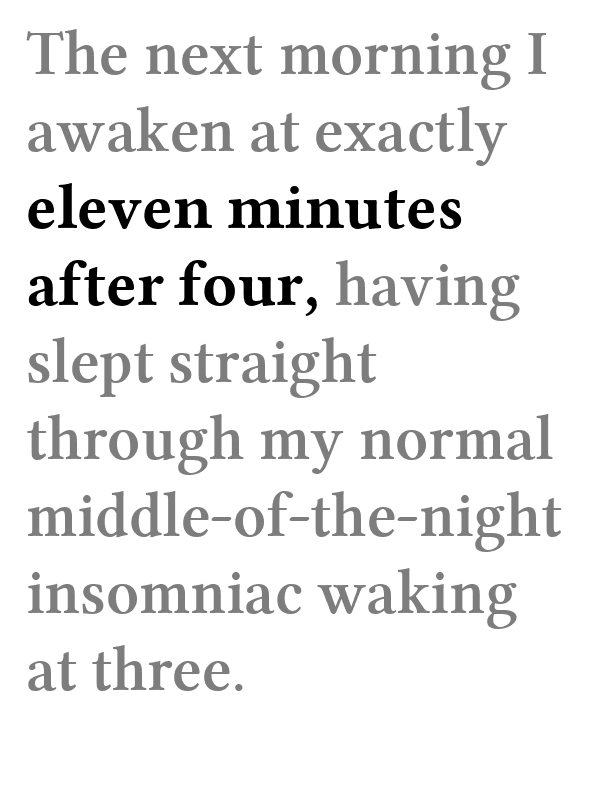 The next morning I
awaken at exactly
eleven minutes
after four, having
slept straight
through my normal
middle-of-the-night
insomniac waking
at three.